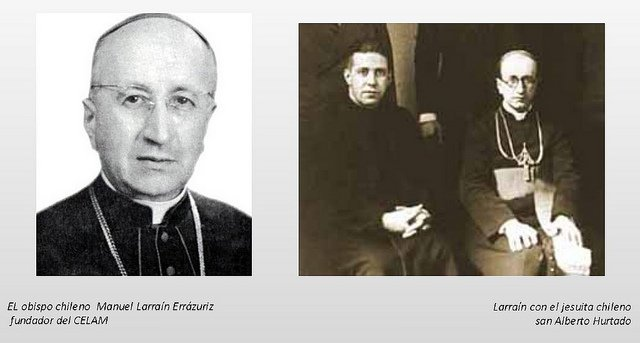 EL obispo chileno Manuel Larraín Errázuriz
fundador del CELAM
Larraín con el jesuita chileno
san Alberto Hurtado